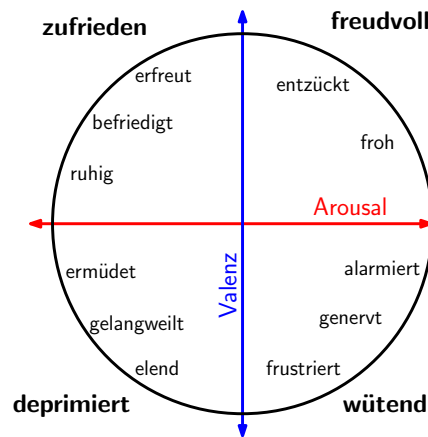 zufrieden
freudvoll
erfreut
entzückt
befriedigt
froh
ruhig
Arousal
Valenz
ermüdet
alarmiert
gelangweilt
genervt
elend
frustriert
deprimiert
wütend